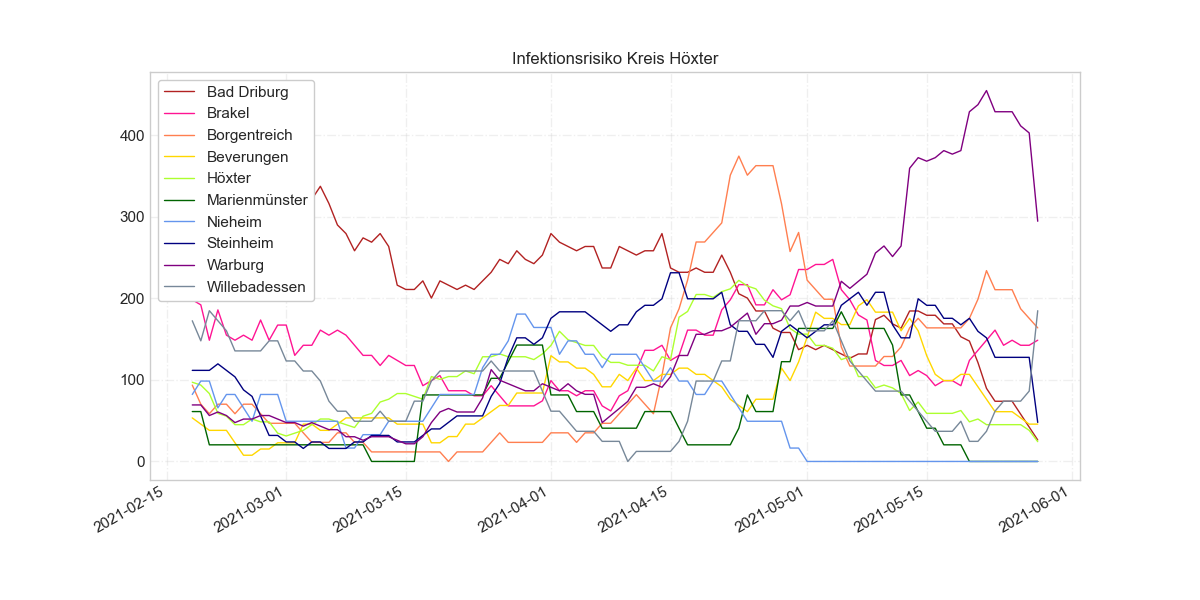 Infektionsrisiko Kreis Höxter
Bad Driburg
Brakel
Borgentreich
Beverungen
Höxter
Marienmünster
Nieheim
Steinheim
Warburg
Willebadessen
400
300
200
100
0
2021-02-15
2021-03-01
2021-03-15
2021-04-01
2021-04-15
2021-05-01
2021-05-15
2021-06-01